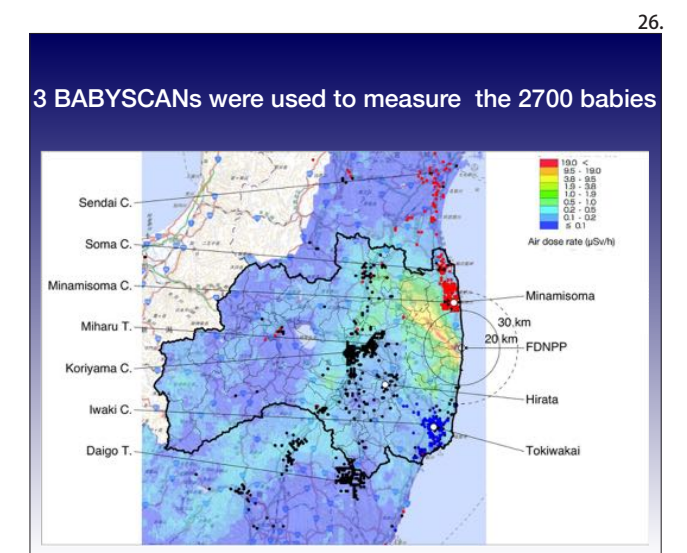 26.
3 BABYSCANs were used to measure the 2700 babies
19.0 <
9.5 - 19.0
3.8 - 9.5
1.9 - 3.8
1.0 - 1.9
0.5 - 1.0
0.2 - 0.5
0.1 - 0.2
≤ 0.1
Air dose rate (µSv/h)
Sendai C.
Soma C.
Minamisoma C.
Minamisoma
Miharu T.
30 km
20 km
FDNPP
Koriyama C.
Hirata
Iwaki C.
Daigo T.
Tokiwakai